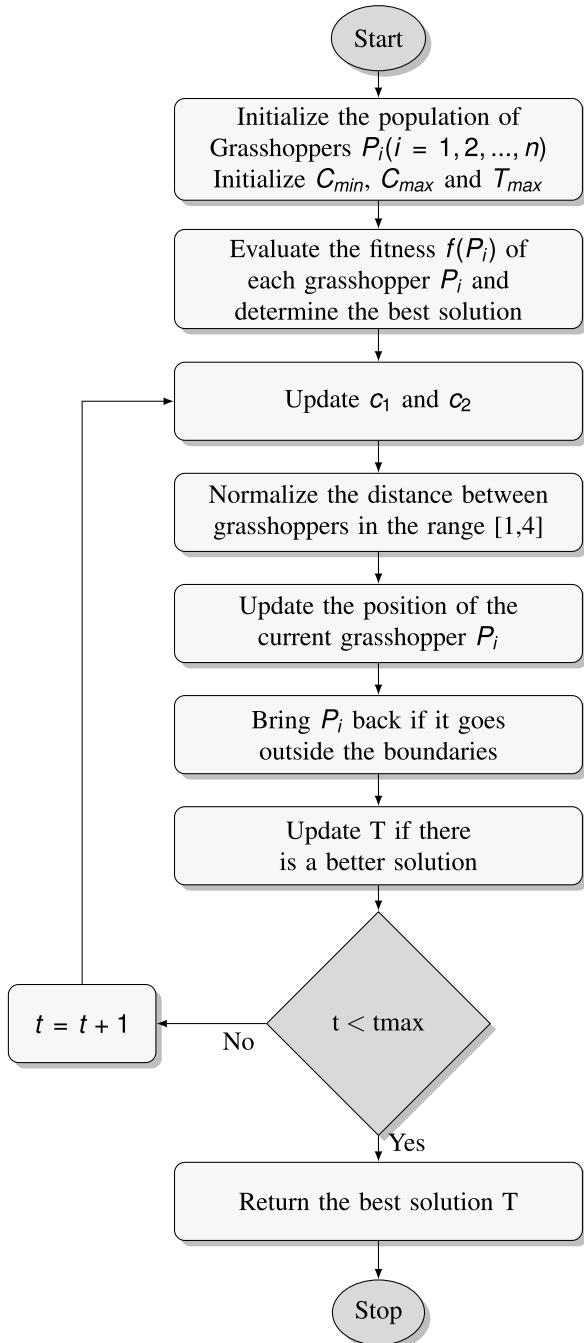 Start
Initialize the population of
Grasshoppers P_i(i = 1, 2, ..., n)
Initialize C_min, C_max and T_max
Evaluate the fitness f(P_i) of
each grasshopper P_i and
determine the best solution
Update c_1 and c_2
Normalize the distance between
grasshoppers in the range [1,4]
Update the position of the
current grasshopper P_i
Bring P_i back if it goes
outside the boundaries
Update T if there
is a better solution
t < tmax
t = t + 1
No
Yes
Return the best solution T
Stop